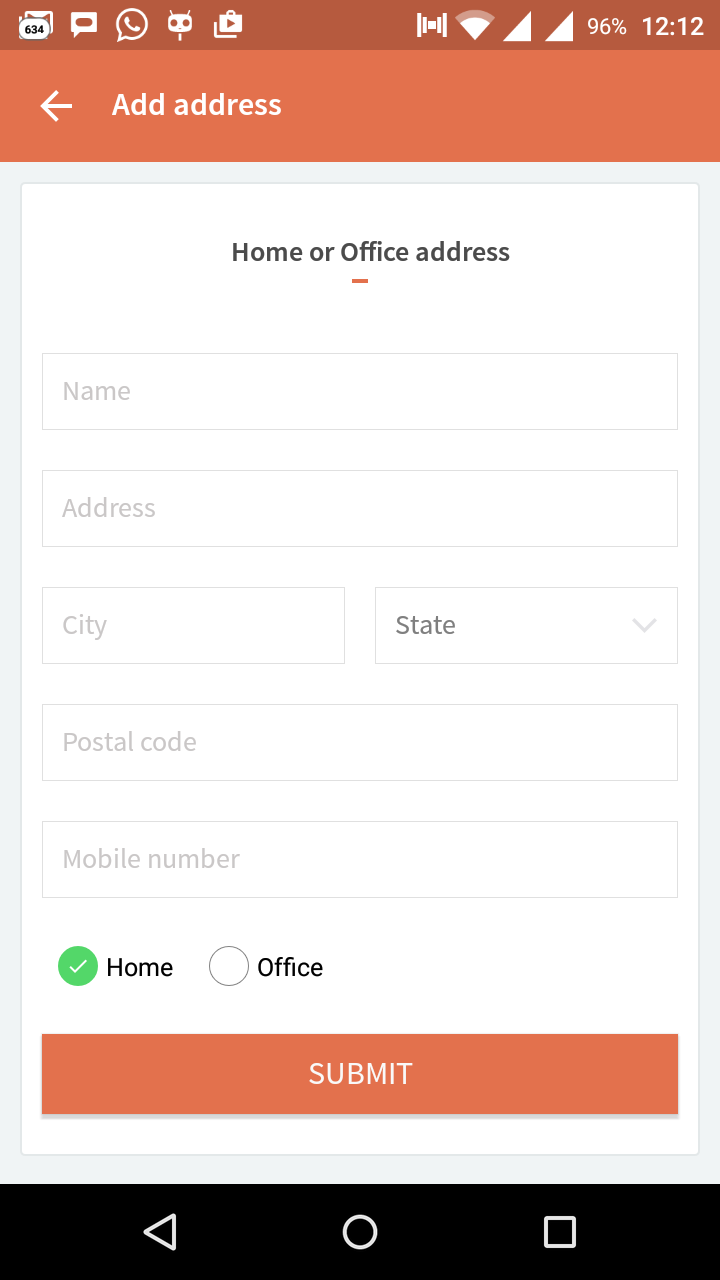 634 96% 12:12
Add address
Home or Office address
Name
Address
City State
Postal code
Mobile number
Home Office
SUBMIT